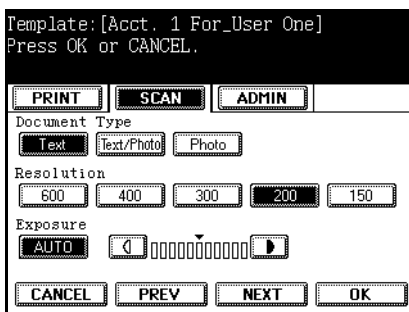 Template:[Acct. 1 For_User One]
Press OK or CANCEL.
PRINT SCAN ADMIN
Document Type
Text Text/Photo Photo
Resolution
600 400 300 200 150
Exposure
AUTO
CANCEL PREV NEXT OK